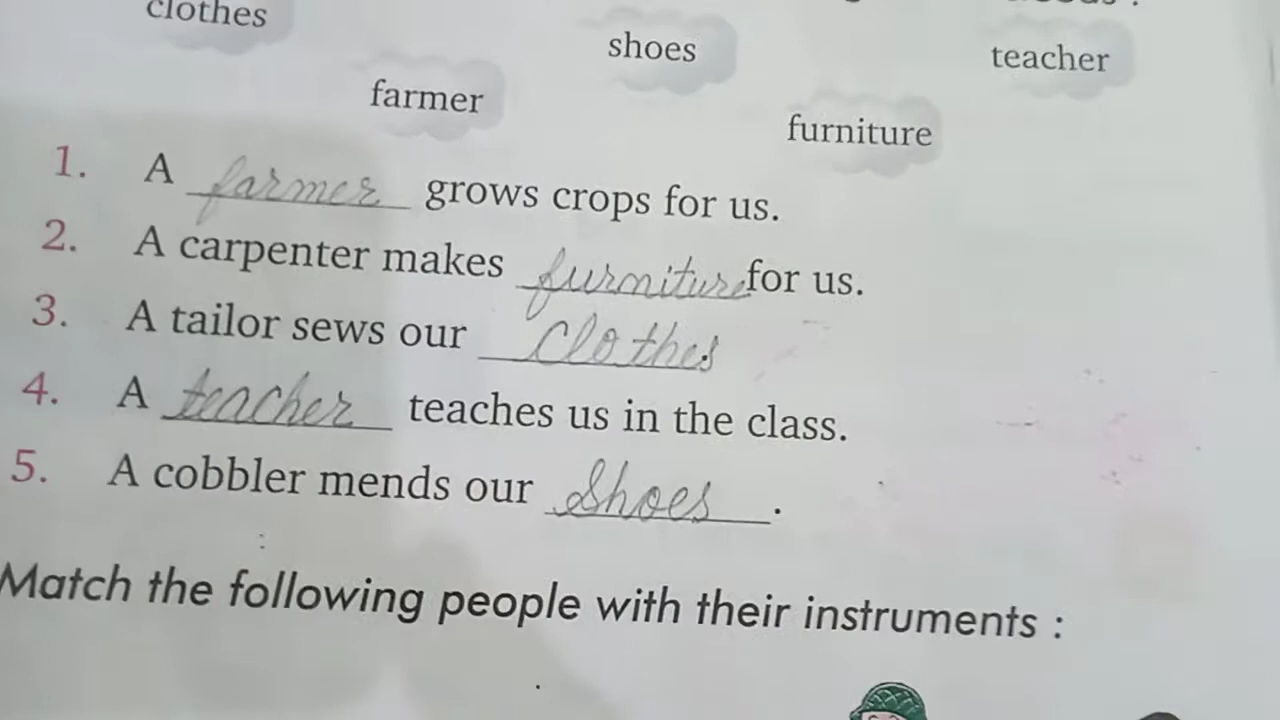 clothes
shoes
teacher
farmer
furniture
1. A farmer grows crops for us.
2. A carpenter makes furniture for us.
3. A tailor sews our clothes
4. A teacher teaches us in the class.
5. A cobbler mends our Shoes.
Match the following people with their instruments :